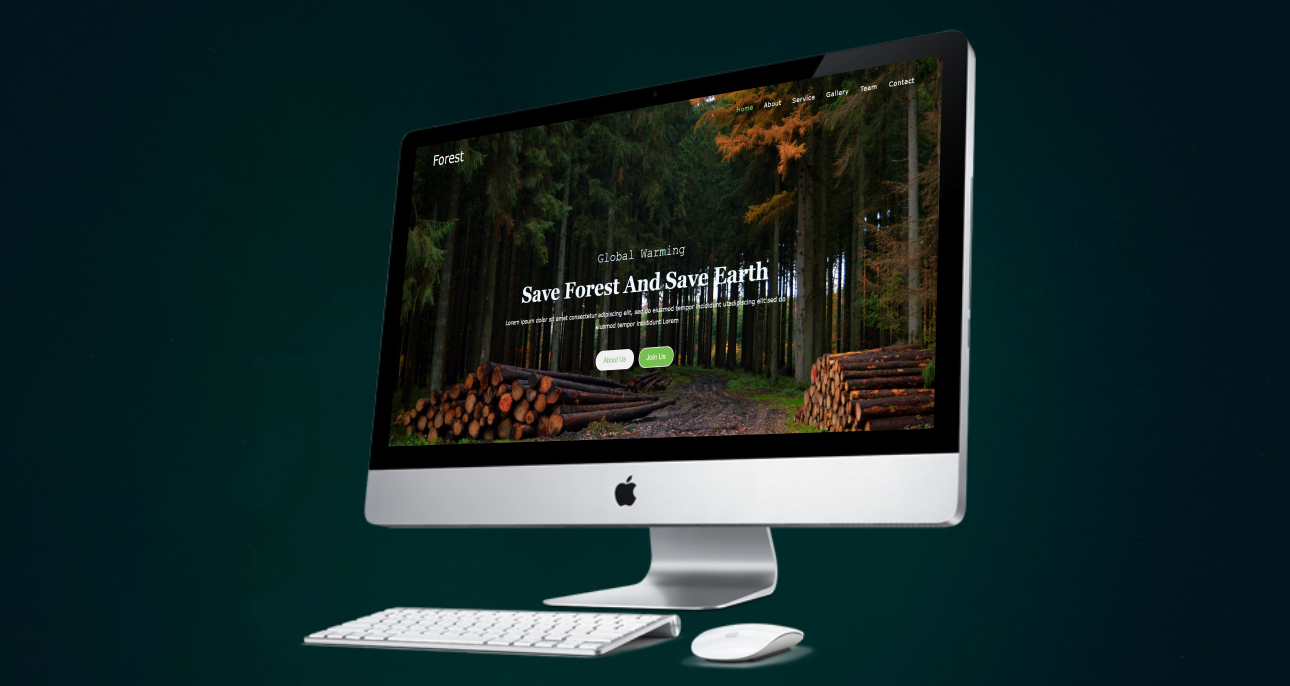 Forest
Home About Service Gallery Team Contact
Global Warming
Save Forest And Save Earth
Lorem ipsum dolor sit amet consectetur adipiscing elit, sed do eiusmod tempor incididunt utadipiscing elit sed do
eiusmod tempor incididunt Lorem
About Us Join Us